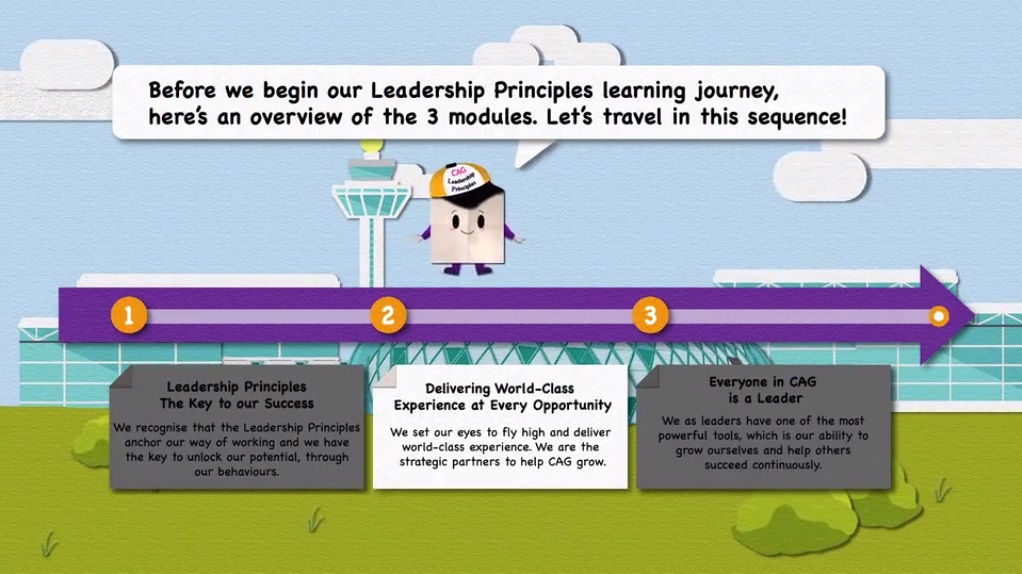 Before we begin our Leadership Principles learning journey,
here's an overview of the 3 modules. Let's travel in this sequence!
CAG
Leadership
Principles
1
2
3
Leadership Principles
The Key to our Success
We recognise that the Leadership Principles
anchor our way of working and we have
the key to unlock our potential, through
our behaviours.
Delivering World-Class
Experience at Every Opportunity
We set our eyes to fly high and deliver
world-class experience. We are the
strategic partners to help CAG grow.
Everyone in CAG
is a Leader
We as leaders have one of the most
powerful tools, which is our ability to
grow ourselves and help others
succeed continuously.